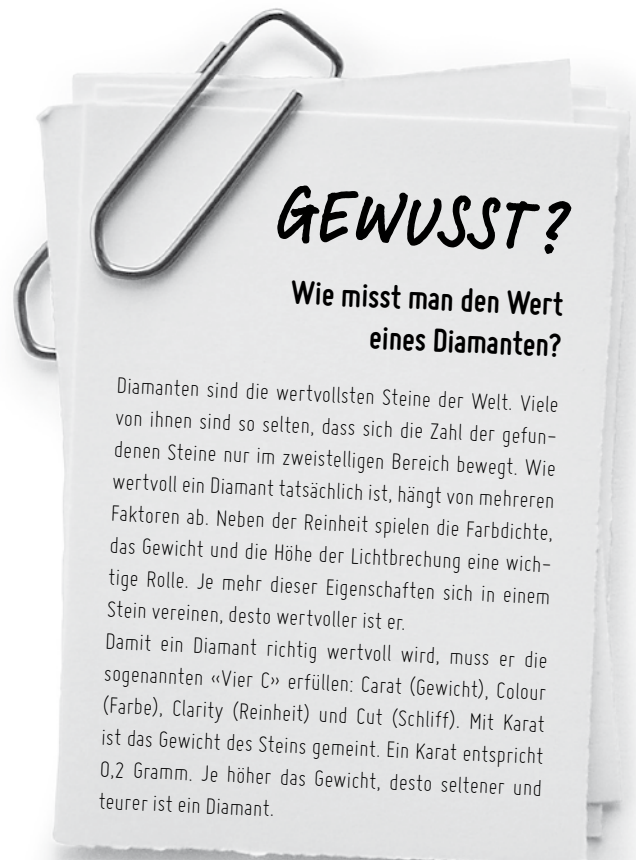 GEWUSST?
Wie misst man den Wert
eines Diamanten?
Diamanten sind die wertvollsten Steine der Welt. Viele
von ihnen sind so selten, dass sich die Zahl der gefun-
denen Steine nur im zweistelligen Bereich bewegt. Wie
wertvoll ein Diamant tatsächlich ist, hängt von mehreren
Faktoren ab. Neben der Reinheit spielen die Farbdichte,
das Gewicht und die Höhe der Lichtbrechung eine wich-
tige Rolle. Je mehr dieser Eigenschaften sich in einem
Stein vereinen, desto wertvoller ist er.
Damit ein Diamant richtig wertvoll wird, muss er die
sogenannten «Vier C» erfüllen: Carat (Gewicht), Colour
(Farbe), Clarity (Reinheit) und Cut (Schliff). Mit Karat
ist das Gewicht des Steins gemeint. Ein Karat entspricht
0,2 Gramm. Je höher das Gewicht, desto seltener und
teurer ist ein Diamant.